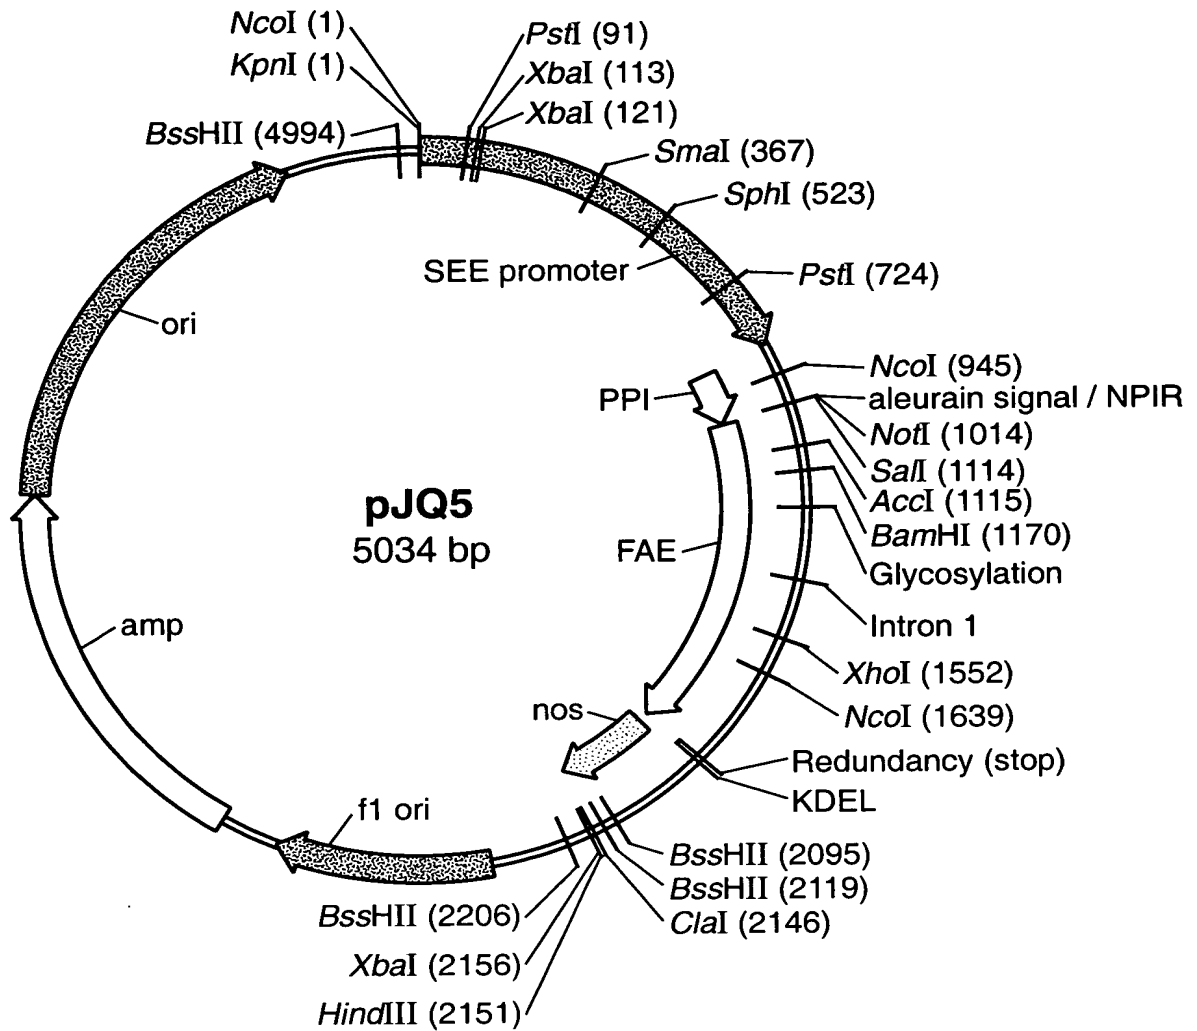 NcoI (1)
KpnI (1)
BssHII (4994)
PstI (91)
XbaI (113)
XbaI (121)
SmaI (367)
SphI (523)
SEE promoter
PstI (724)
ori
NcoI (945)
PPI
aleurain signal / NPIR
NotI (1014)
SalI (1114)
AccI (1115)
BamHI (1170)
pJQ5
5034 bp
FAE
Glycosylation
amp
Intron 1
XhoI (1552)
NcoI (1639)
nos
Redundancy (stop)
KDEL
f1 ori
BssHII (2095)
BssHII (2119)
ClaI (2146)
BssHII (2206)
XbaI (2156)
HindIII (2151)